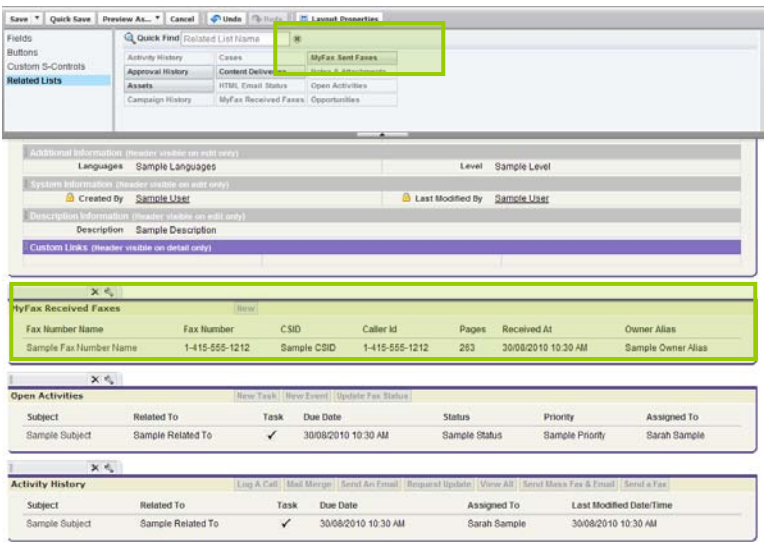 Save Quick Save Preview As... Cancel Undo Redo Layout Properties
Fields
Buttons
Custom S-Controls
Related Lists
Quick Find Related List Name
Activity History Cases MyFax Sent Faxes
Approval History Content Deliveries Notes & Attachments
Assets HTML Email Status Open Activities
Campaign History MyFax Received Faxes Opportunities
Additional Information (Header visible on edit only)
Languages Sample Languages Level Sample Level
System Information (Header visible on edit only)
Created By Sample User Last Modified By Sample User
Description Information (Header visible on edit only)
Description Sample Description
Custom Links (Header visible on detail only)
MyFax Received Faxes New
Fax Number Name Fax Number CSID Caller Id Pages Received At Owner Alias
Sample Fax Number Name 1-415-555-1212 Sample CSID 1-415-555-1212 263 30/08/2010 10:30 AM Sample Owner Alias
Open Activities New Task New Event Update Fax Status
Subject Related To Task Due Date Status Priority Assigned To
Sample Subject Sample Related To ✓ 30/08/2010 10:30 AM Sample Status Sample Priority Sarah Sample
Activity History Log A Call Mail Merge Send An Email Request Update View All Send Mass Fax & Email Send a Fax
Subject Related To Task Due Date Assigned To Last Modified Date/Time
Sample Subject Sample Related To ✓ 30/08/2010 10:30 AM Sarah Sample 30/08/2010 10:30 AM